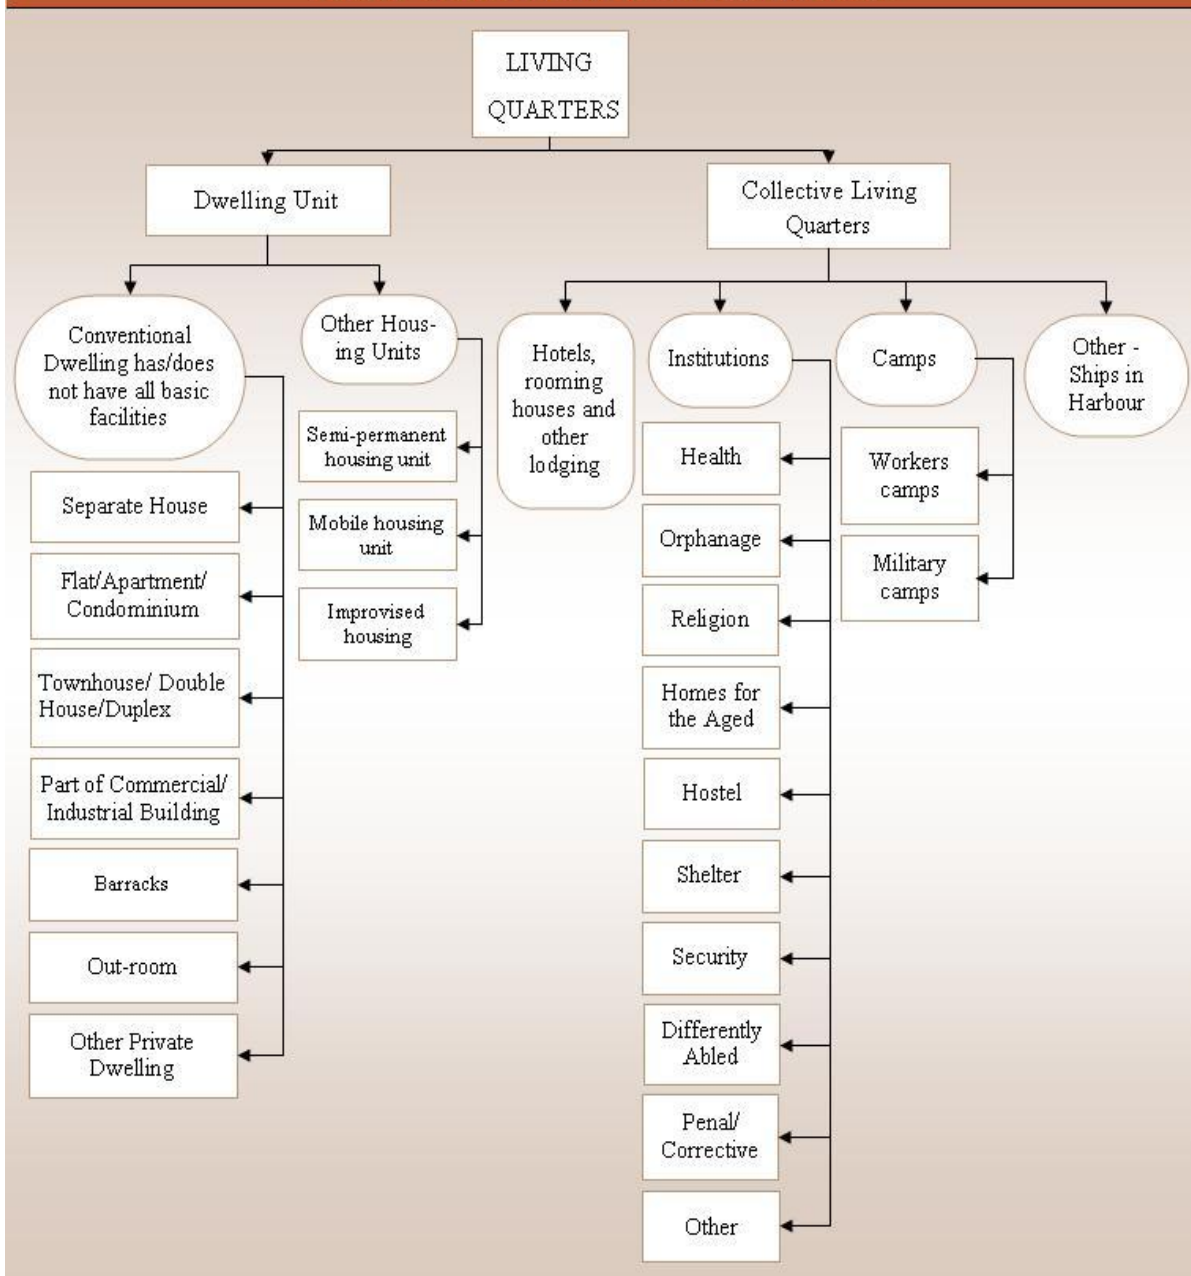 LIVING
QUARTERS
Dwelling Unit
Collective Living
Quarters
Conventional
Dwelling has/does
not have all basic
facilities
Other Hous-
ing Units
Hotels,
rooming
houses and
other
lodging
Institutions
Camps
Other -
Ships in
Harbour
Separate House
Flat/Apartment/
Condominium
Townhouse/ Double
House/Duplex
Part of Commercial/
Industrial Building
Barracks
Out-room
Other Private
Dwelling
Semi-permanent
housing unit
Mobile housing
unit
Improvised
housing
Health
Orphanage
Religion
Homes for
the Aged
Hostel
Shelter
Security
Differently
Abled
Penal/
Corrective
Other
Workers
camps
Military
camps